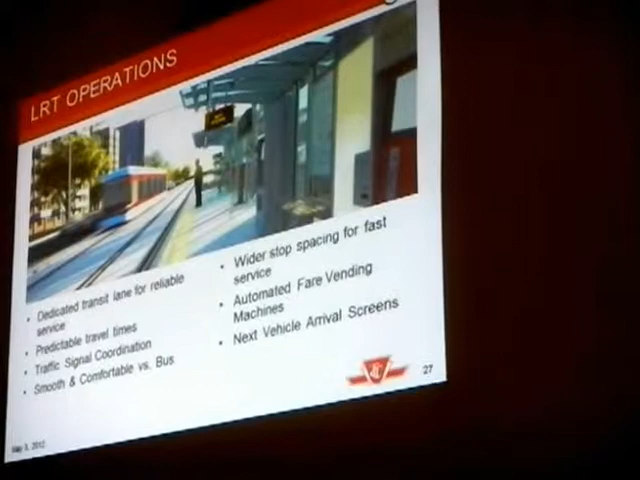 LRT OPERATIONS
• Dedicated transit lane for reliable
service
• Predictable travel times
• Traffic Signal Coordination
• Smooth & Comfortable vs. Bus
• Wider stop spacing for fast
service
• Automated Fare Vending
Machines
• Next Vehicle Arrival Screens
27
May 3, 2012